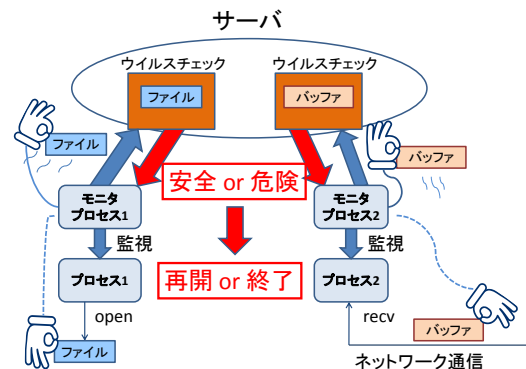 サーバ
ウイルスチェック
ウイルスチェック
ファイル
バッファ
ファイル
バッファ
安全 or 危険
モニタ
プロセス1
モニタ
プロセス2
監視
監視
再開 or 終了
プロセス1
プロセス2
open
recv
ファイル
バッファ
ネットワーク通信